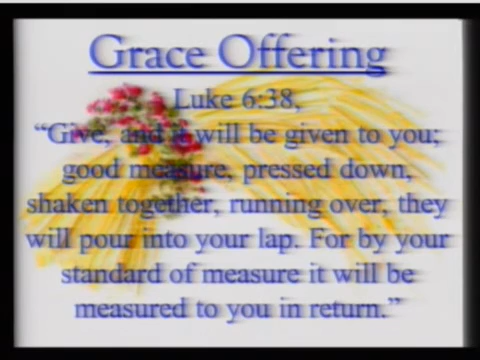 Grace Offering
Luke 6:38,
“Give, and it will be given to you;
good measure, pressed down,
shaken together, running over, they
will pour into your lap. For by your
standard of measure it will be
measured to you in return.”